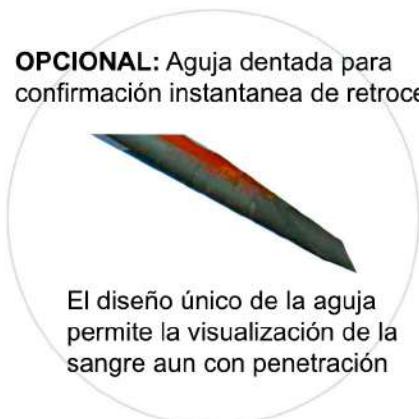 OPCIONAL: Aguja dentada para
confirmación instantanea de retroce
El diseño único de la aguja
permite la visualización de la
sangre aun con penetración